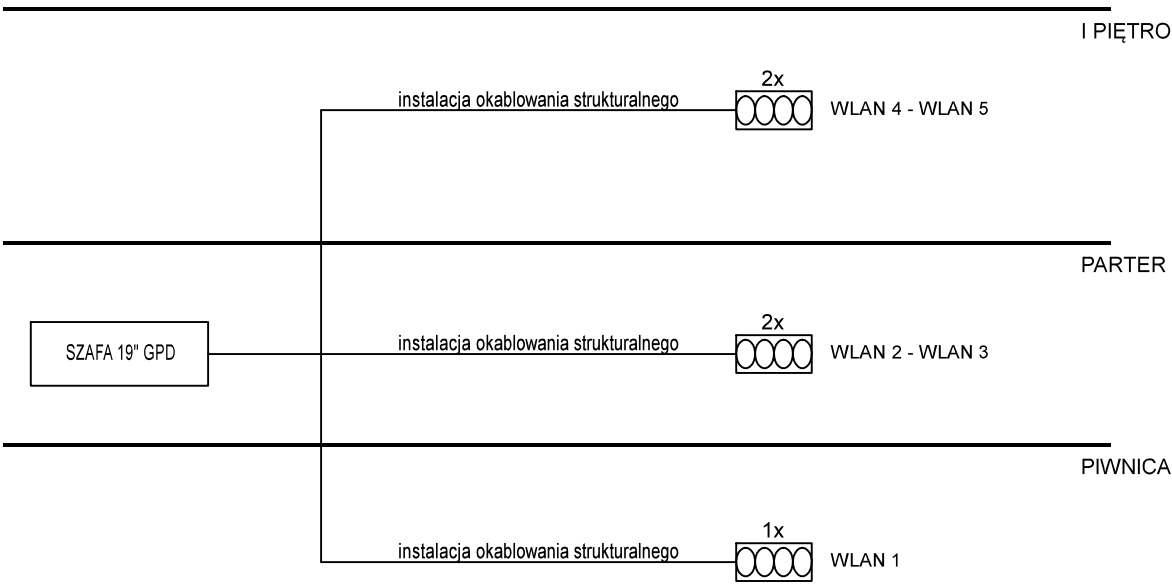 I PIĘTRO
2x
instalacja okablowania strukturalnego
WLAN 4 - WLAN 5
PARTER
2x
SZAFA 19" GPD
instalacja okablowania strukturalnego
WLAN 2 - WLAN 3
PIWNICA
1x
instalacja okablowania strukturalnego
WLAN 1